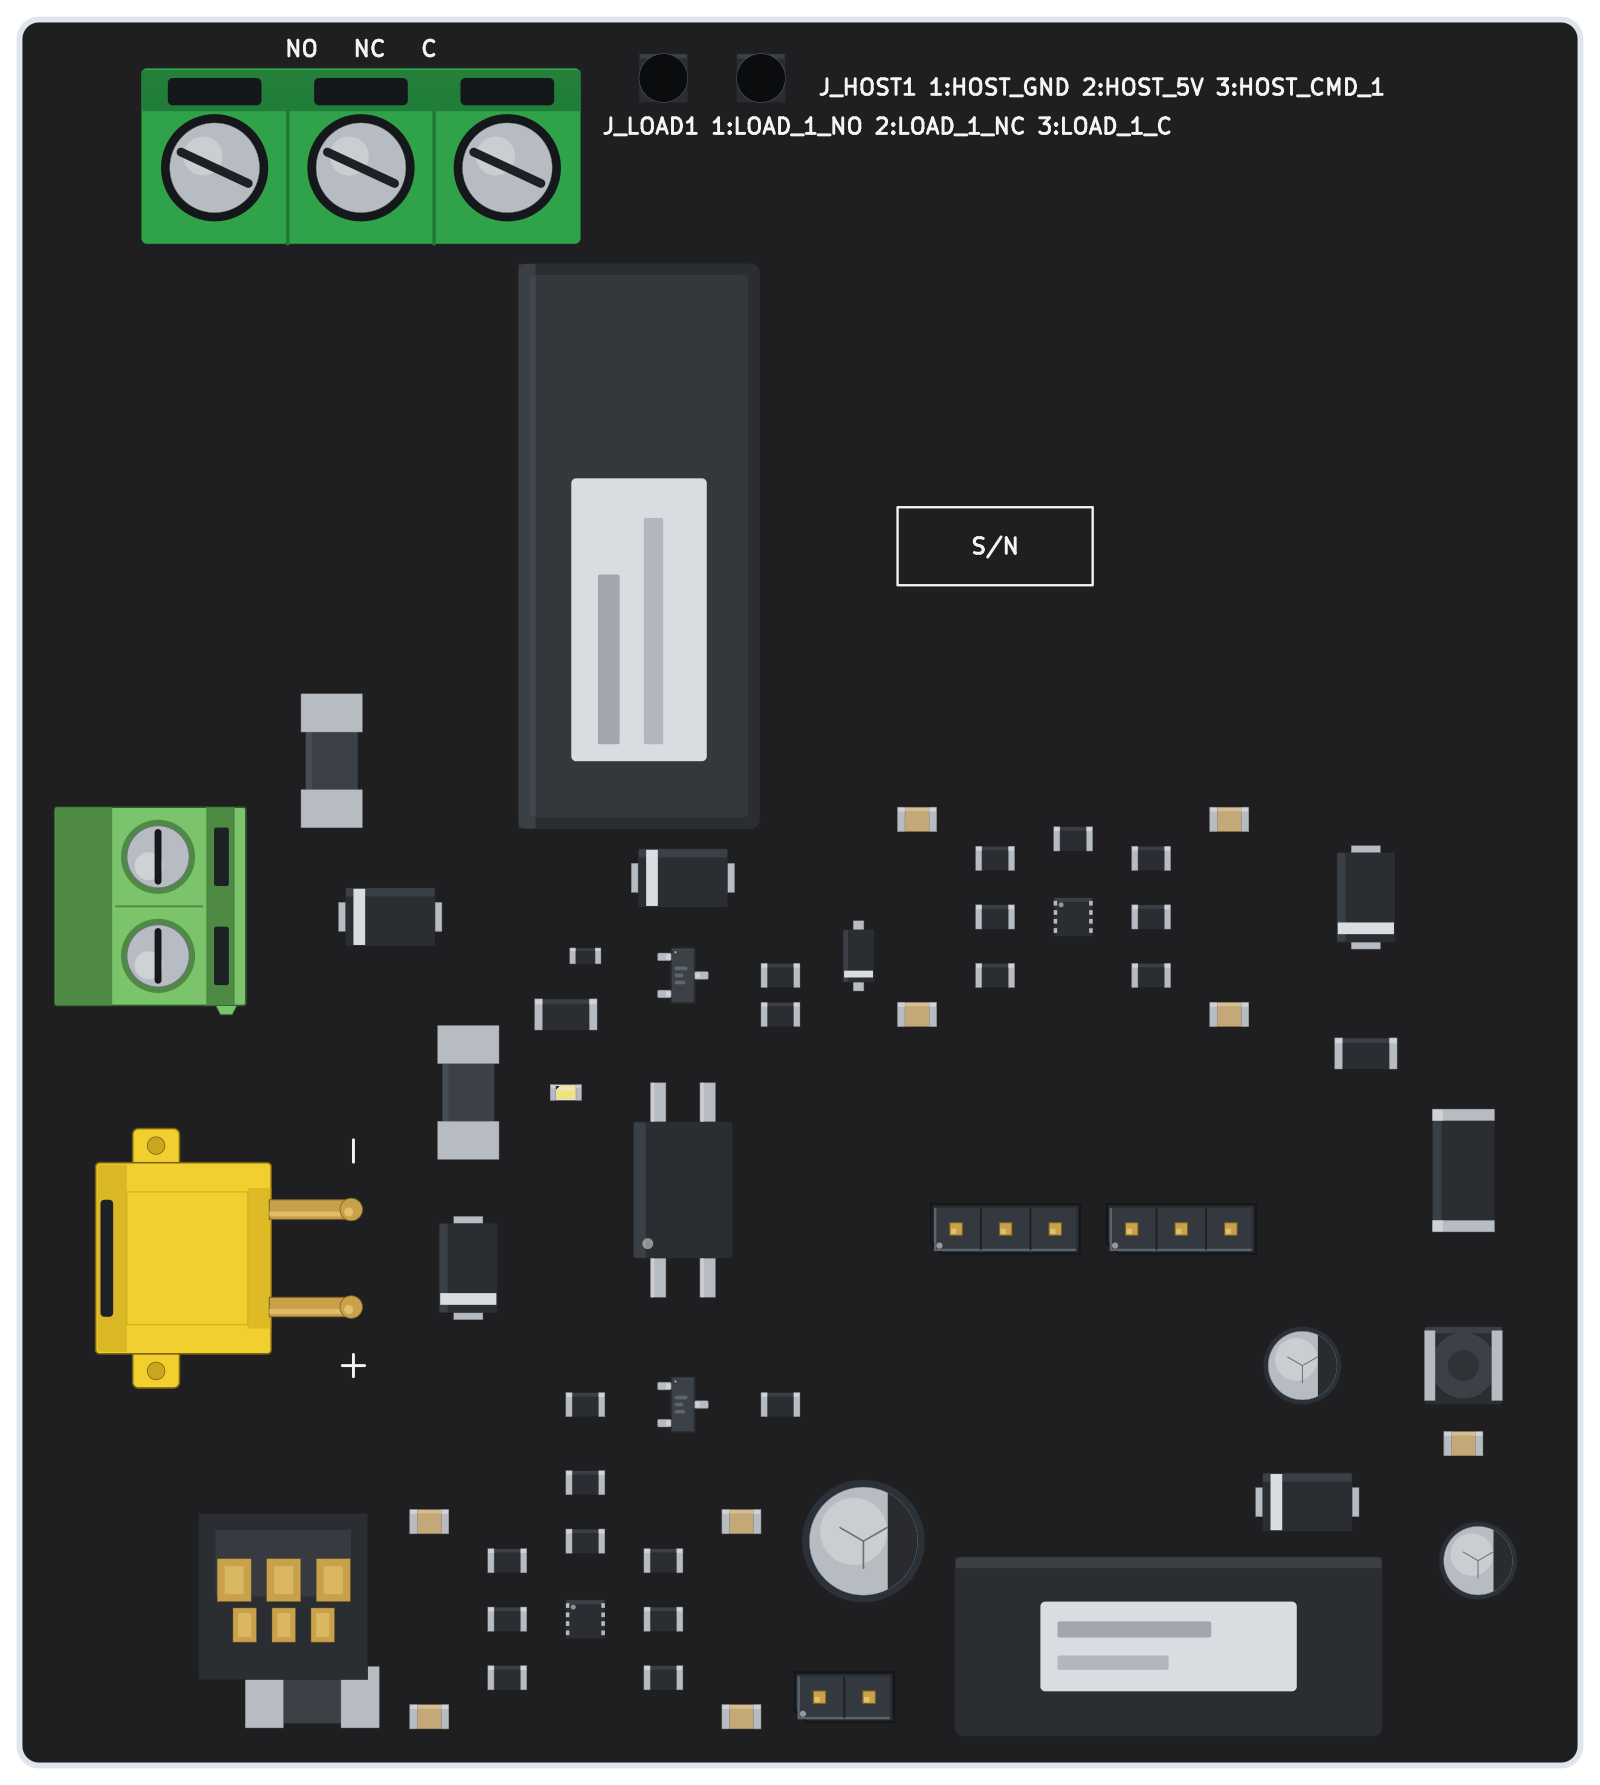 NO NC C
J_HOST1 1:HOST_GND 2:HOST_5V 3:HOST_CMD_1
J_LOAD1 1:LOAD_1_NO 2:LOAD_1_NC 3:LOAD_1_C
S/N
−
+